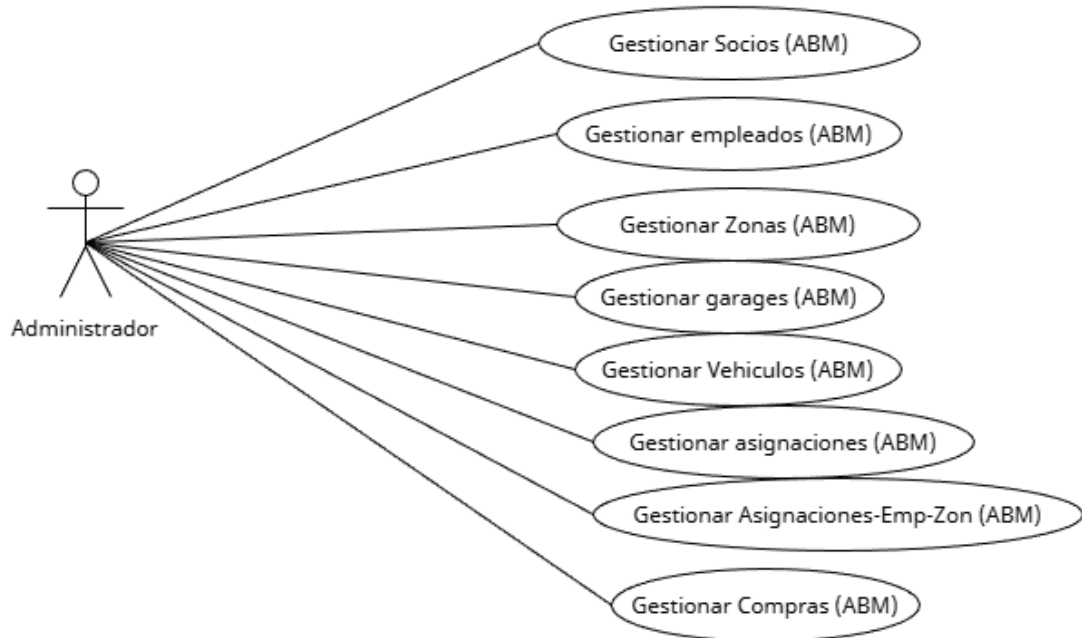 Gestionar Socios (ABM)
Gestionar empleados (ABM)
Gestionar Zonas (ABM)
Gestionar garages (ABM)
Administrador
Gestionar Vehiculos (ABM)
Gestionar asignaciones (ABM)
Gestionar Asignaciones-Emp-Zon (ABM)
Gestionar Compras (ABM)